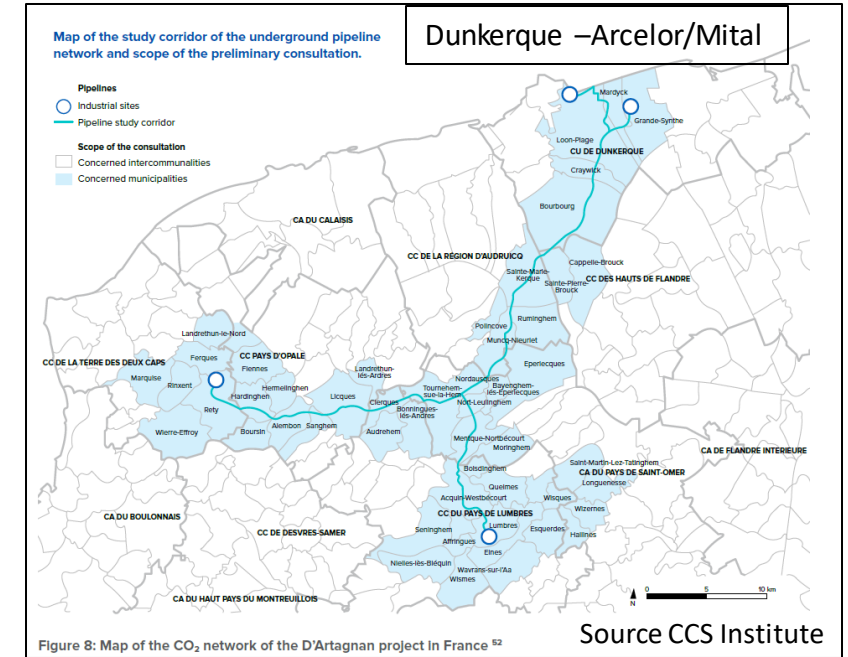 Dunkerque –Arcelor/Mital
Map of the study corridor of the underground pipeline
network and scope of the preliminary consultation.
Pipelines
Industrial sites
Pipeline study corridor
Scope of the consultation
Concerned intercommunalities
Concerned municipalities
Mardyck
Grande-Synthe
Loon-Plage
CU DE DUNKERQUE
Craywick
Bourbourg
CA DU CALAISIS
CC DE LA RÉGION D'AUDRUICQ
Cappelle-Brouck
Sainte-Marie-
Kerque
CC DES HAUTS DE FLANDRE
Sainte-Pierre-
Brouck
Ruminghem
Polincove
Muncq-Nieurlet
Landrethun-le-Nord
CC DE LA TERRE DES DEUX CAPS
Ferques
CC PAYS D'OPALE
Fiennes
Eperlecques
Landrethun-
lés-Ardres
Marquise
Rinxent
Hermelinghen
Hardinghen
Licques
Nordausques
Tournehem-
sue-la-Hem
Bayenghem-
lés-Eperlecques
Clerques
Nort-Leulinghem
Rety
Bonningues-
lés-Andres
Wierre-Effroy
Boursin
Alembon
Sanghem
Audrehem
Mentque-Nortbécourt
Moringhem
CA DE FLANDRE INTERIEURE
Boisdinghem
Saint-Martin-Lez-Tatinghem
CA DU PAYS DE SAINT-OMER
Longuenesse
Quelmes
Acquin-Westbécourt
Wisques
Wizernes
CA DU BOULONNAIS
CC DU PAYS DE LUMBRES
Lumbres
Seninghem
Esquerdes
CC DE DESVRES-SAMER
Affringues
Hallines
Elnes
Nielles-lès-Bléquin
Wavrans-sur-l'Aa
Wismes
CA DU HAUT PAYS DU MONTREUILLOIS
0 5 10 km
N
Figure 8: Map of the CO₂ network of the D'Artagnan project in France ⁵²
Source CCS Institute